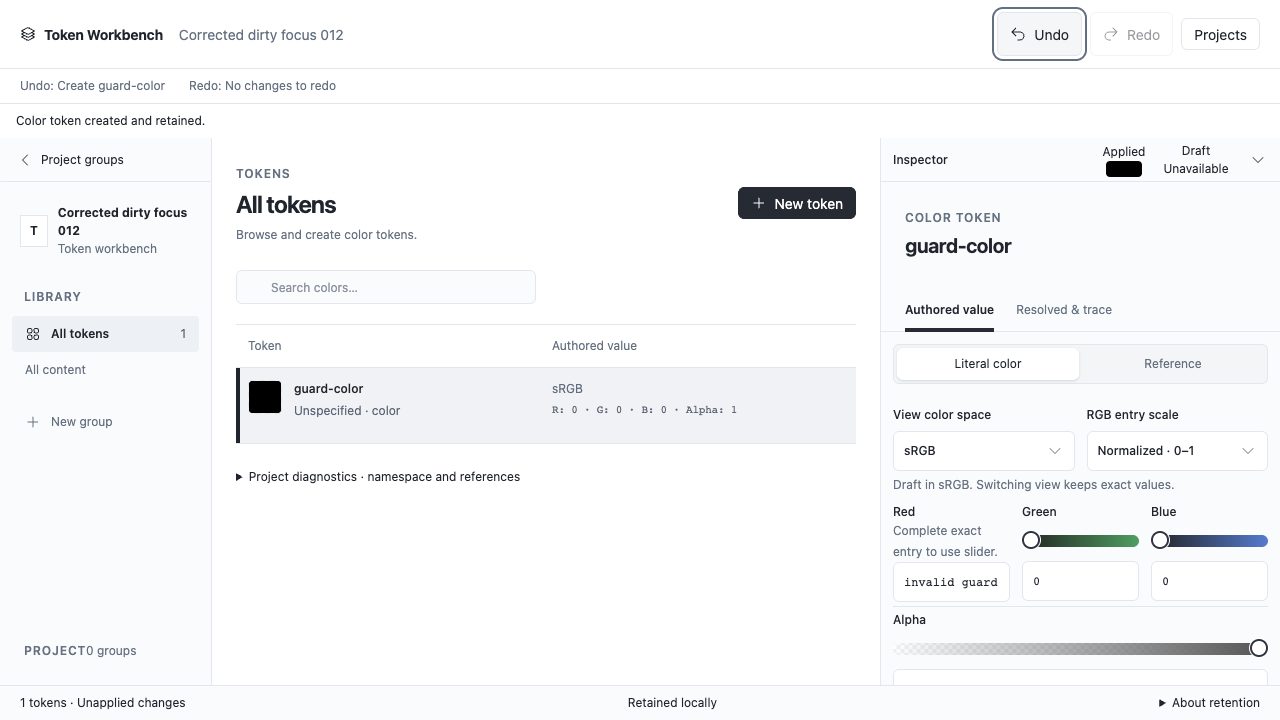 Token Workbench
Corrected dirty focus 012
Undo
Redo
Projects
Undo: Create guard-color
Redo: No changes to redo
Color token created and retained.
Project groups
T
Corrected dirty focus
012
Token workbench
LIBRARY
All tokens
1
All content
New group
PROJECT
0 groups
TOKENS
All tokens
Browse and create color tokens.
New token
Search colors...
Token
Authored value
guard-color
Unspecified · color
sRGB
R: 0 · G: 0 · B: 0 · Alpha: 1
Project diagnostics · namespace and references
Inspector
Applied
Draft
Unavailable
COLOR TOKEN
guard-color
Authored value
Resolved & trace
Literal color
Reference
View color space
RGB entry scale
sRGB
Normalized · 0–1
Draft in sRGB. Switching view keeps exact values.
Red
Green
Blue
Complete exact
entry to use slider.
invalid guard
0
0
Alpha
1 tokens · Unapplied changes
Retained locally
About retention